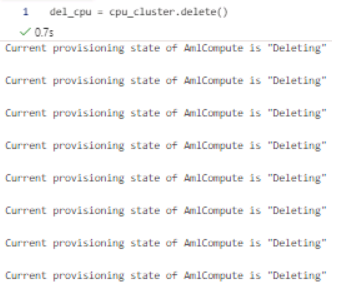 1 del_cpu = cpu_cluster.delete()
✓ 0.7s
Current provisioning state of AmlCompute is "Deleting"
Current provisioning state of AmlCompute is "Deleting"
Current provisioning state of AmlCompute is "Deleting"
Current provisioning state of AmlCompute is "Deleting"
Current provisioning state of AmlCompute is "Deleting"
Current provisioning state of AmlCompute is "Deleting"
Current provisioning state of AmlCompute is "Deleting"
Current provisioning state of AmlCompute is "Deleting"